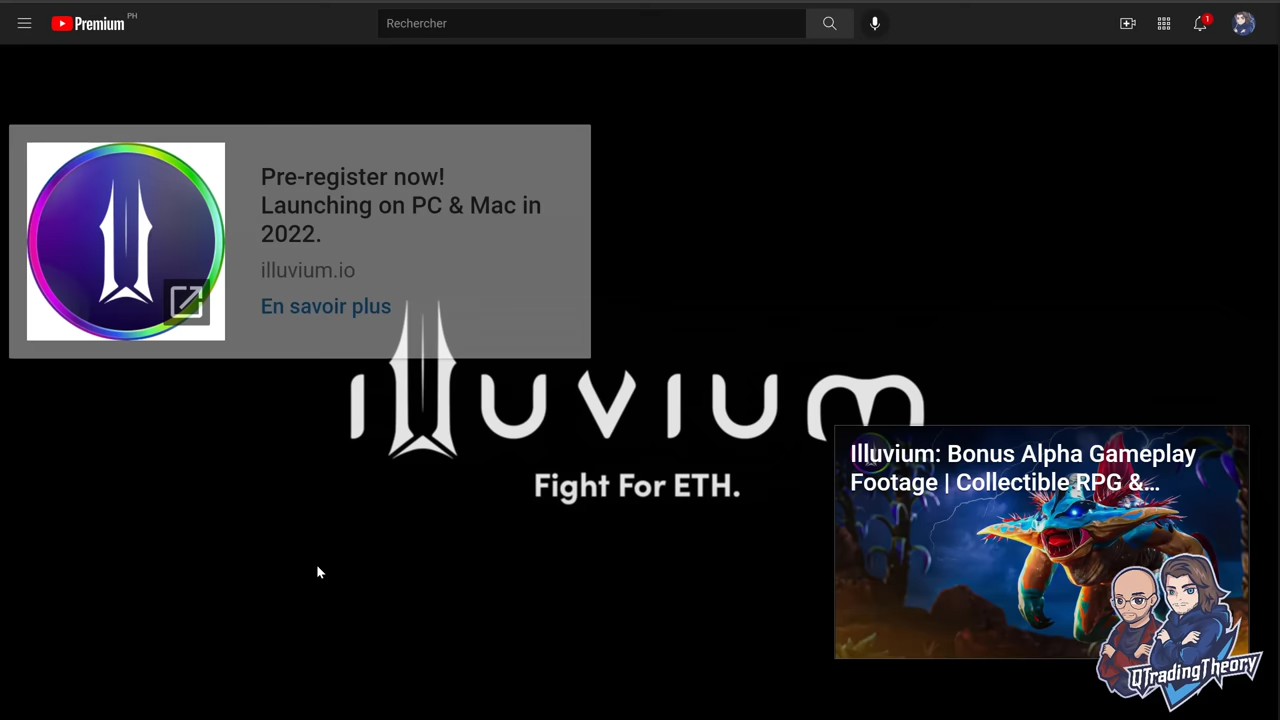 Premium PH
Rechercher
1
Pre-register now!
Launching on PC & Mac in
2022.
illuvium.io
En savoir plus
ILLUVIUM
Fight For ETH.
Illuvium: Bonus Alpha Gameplay
Footage | Collectible RPG &...
QTradingTheory